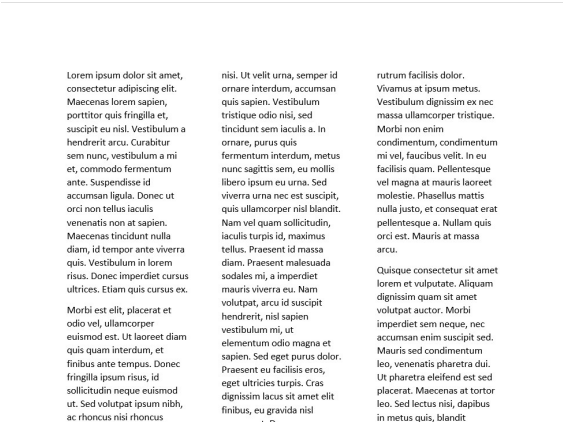 Lorem ipsum dolor sit amet,
consectetur adipiscing elit.
Maecenas lorem sapien,
porttitor quis fringilla et,
suscipit eu nisl. Vestibulum a
hendrerit arcu. Curabitur
sem nunc, vestibulum a mi
et, commodo fermentum
ante. Suspendisse id
accumsan ligula. Donec ut
orci non tellus iaculis
venenatis non at sapien.
Maecenas tincidunt nulla
diam, id tempor ante viverra
quis. Vestibulum in lorem
risus. Donec imperdiet cursus
ultrices. Etiam quis cursus ex.
Morbi est elit, placerat et
odio vel, ullamcorper
euismod est. Ut laoreet diam
quis quam interdum, et
finibus ante tempus. Donec
fringilla ipsum risus, id
sollicitudin neque euismod
ut. Sed volutpat ipsum nibh,
ac rhoncus nisi rhoncus
nisi. Ut velit urna, semper id
ornare interdum, accumsan
quis sapien. Vestibulum
tristique odio nisi, sed
tincidunt sem iaculis a. In
ornare, purus quis
fermentum interdum, metus
nunc sagittis sem, eu mollis
libero ipsum eu urna. Sed
viverra urna nec est suscipit,
quis ullamcorper nisl blandit.
Nam vel quam sollicitudin,
iaculis turpis id, maximus
tellus. Praesent id massa
diam. Praesent malesuada
sodales mi, a imperdiet
mauris viverra eu. Nam
volutpat, arcu id suscipit
hendrerit, nisl sapien
vestibulum mi, ut
elementum odio magna et
sapien. Sed eget purus dolor.
Praesent eu facilisis eros,
eget ultricies turpis. Cras
dignissim lacus sit amet elit
finibus, eu gravida nisl
rutrum facilisis dolor.
Vivamus at ipsum metus.
Vestibulum dignissim ex nec
massa ullamcorper tristique.
Morbi non enim
condimentum, condimentum
mi vel, faucibus velit. In eu
facilisis quam. Pellentesque
vel magna at mauris laoreet
molestie. Phasellus mattis
nulla justo, et consequat erat
pellentesque a. Nullam quis
orci est. Mauris at massa
arcu.
Quisque consectetur sit amet
lorem et vulputate. Aliquam
dignissim quam sit amet
volutpat auctor. Morbi
imperdiet sem neque, nec
accumsan enim suscipit sed.
Mauris sed condimentum
leo, venenatis pharetra dui.
Ut pharetra eleifend est sed
placerat. Maecenas at tortor
leo. Sed lectus nisi, dapibus
in metus quis, blandit